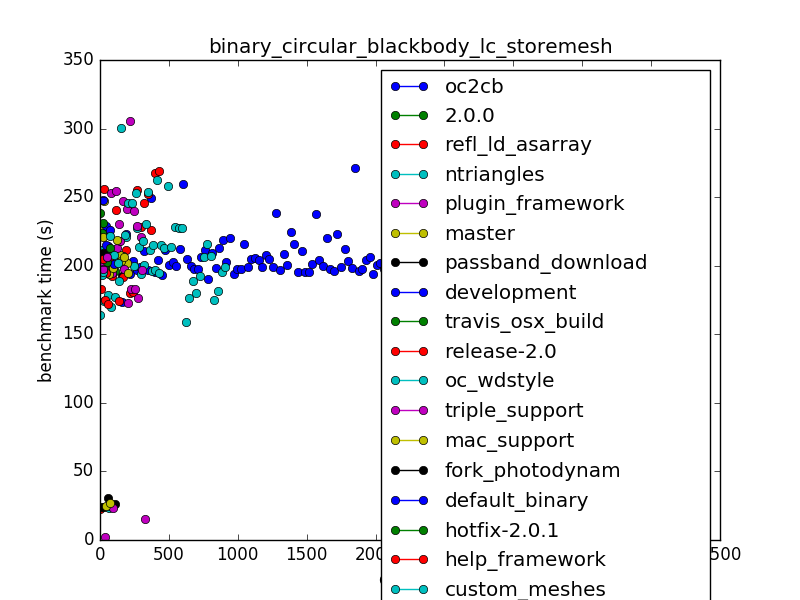 binary_circular_blackbody_lc_storemesh
350
300
250
200
150
100
50
0
benchmark time (s)
0
500
1000
1500
500
oc2cb
2.0.0
refl_ld_asarray
ntriangles
plugin_framework
master
passband_download
development
travis_osx_build
release-2.0
oc_wdstyle
triple_support
mac_support
fork_photodynam
default_binary
hotfix-2.0.1
help_framework
custom_meshes